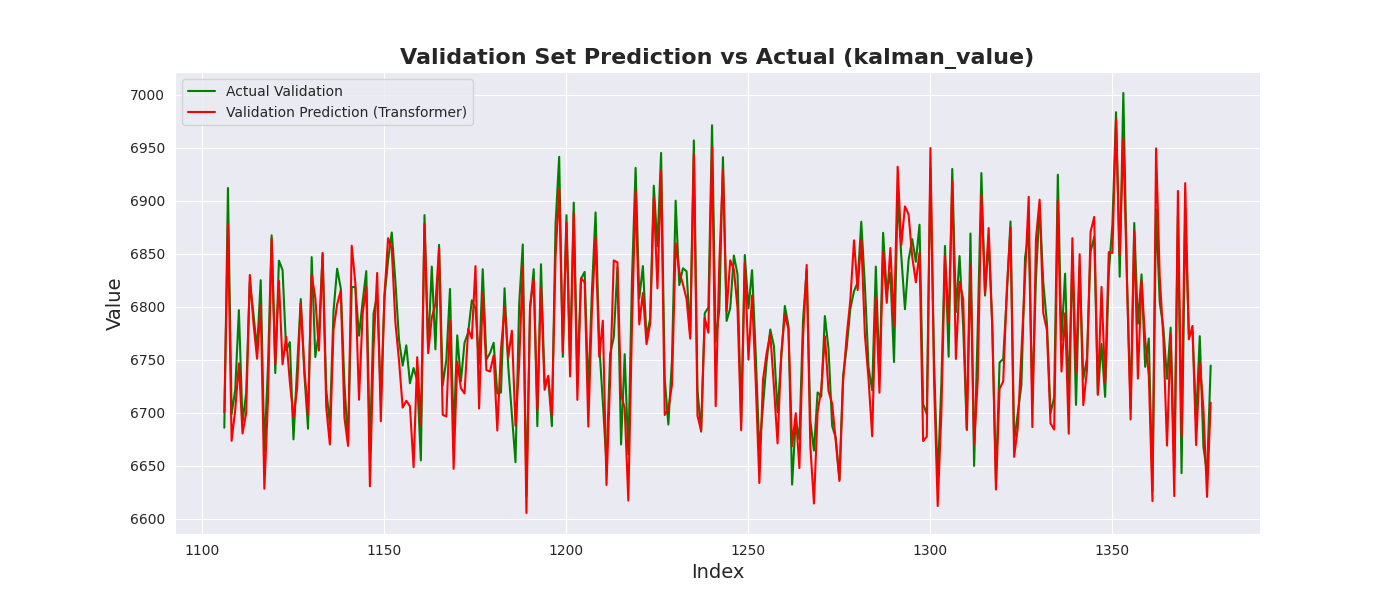 Validation Set Prediction vs Actual (kalman_value)
Actual Validation
Validation Prediction (Transformer)
7000
6950
6900
6850
6800
6750
6700
6650
6600
Value
1100 1150 1200 1250 1300 1350
Index